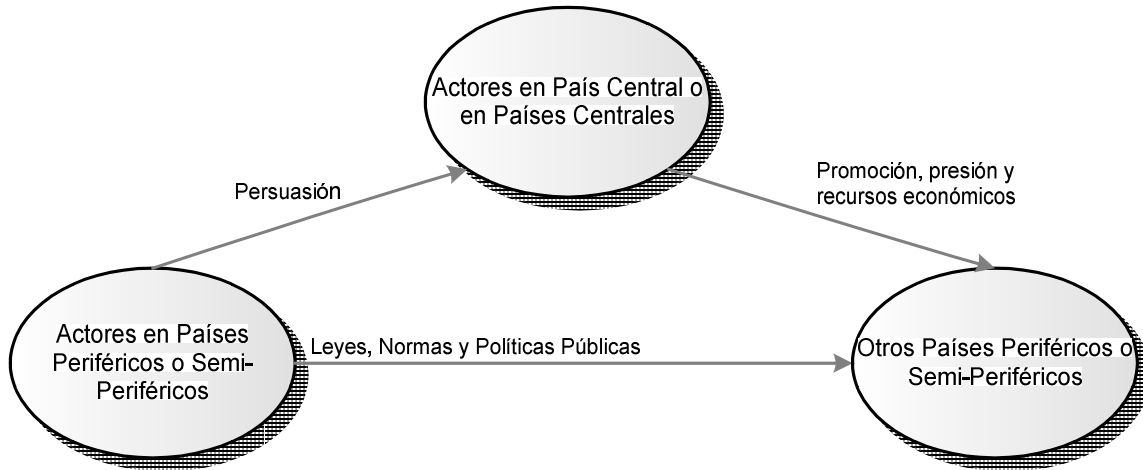 Actores en País Central o
en Países Centrales
Persuasión
Promoción, presión y
recursos económicos
Actores en Países
Periféricos o Semi-
Periféricos
Leyes, Normas y Políticas Públicas
Otros Países Periféricos o
Semi-Periféricos